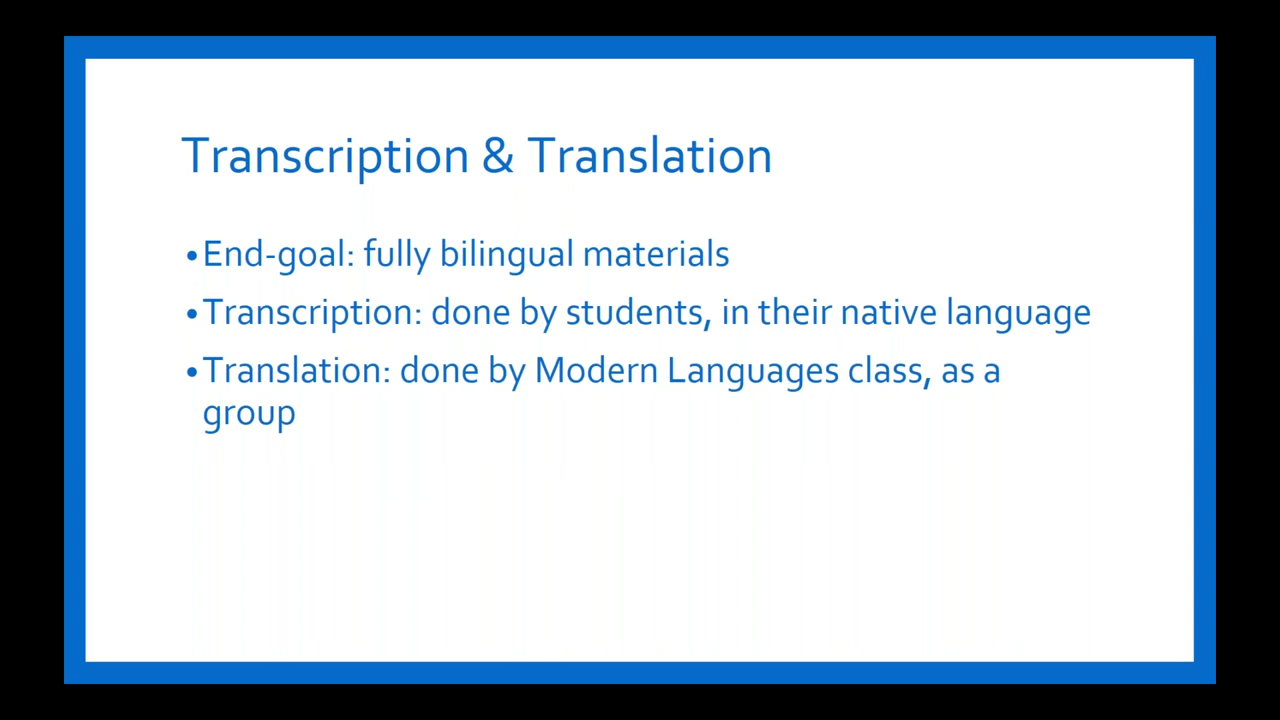 Transcription & Translation
•End-goal: fully bilingual materials
•Transcription: done by students, in their native language
•Translation: done by Modern Languages class, as a
group